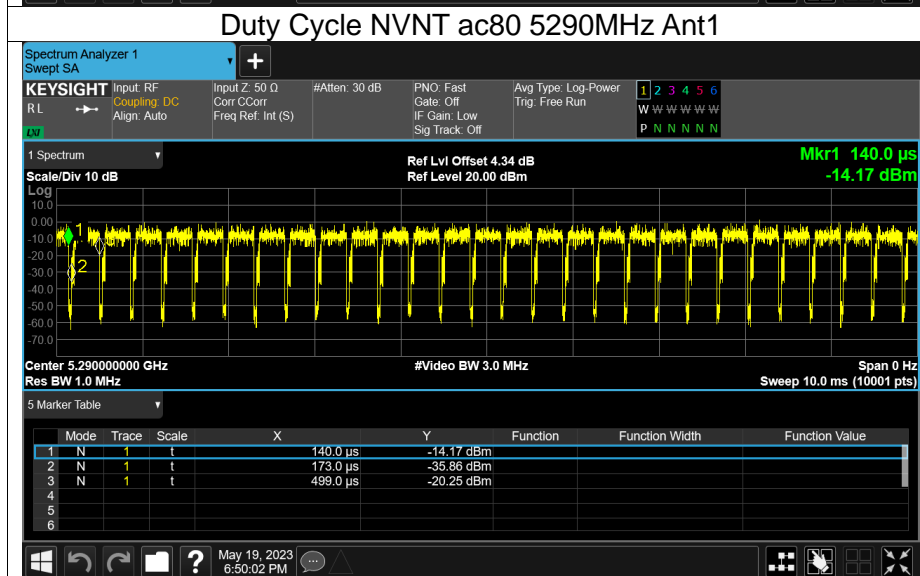 Duty Cycle NVNT ac80 5290MHz Ant1
Spectrum Analyzer 1
Swept SA
+
KEYSIGHT Input: RF Input Z: 50 Ω #Atten: 30 dB PNO: Fast Avg Type: Log-Power 1 2 3 4 5 6
RL Coupling: DC Corr CCorr Gate: Off Trig: Free Run W W W W W W
Align: Auto Freq Ref: Int (S) IF Gain: Low
LXI Sig Track: Off P N N N N N
1 Spectrum Ref Lvl Offset 4.34 dB Mkr1 140.0 µs
Scale/Div 10 dB Ref Level 20.00 dBm -14.17 dBm
Log
10.0
0.00 1
-10.0
-20.0 2
-30.0
-40.0
-50.0
-60.0
-70.0
Center 5.290000000 GHz #Video BW 3.0 MHz Span 0 Hz
Res BW 1.0 MHz Sweep 10.0 ms (10001 pts)
5 Marker Table
Mode Trace Scale X Y Function Function Width Function Value
1 N 1 t 140.0 µs -14.17 dBm
2 N 1 t 173.0 µs -35.86 dBm
3 N 1 t 499.0 µs -20.25 dBm
4
5
6
? May 19, 2023
6:50:02 PM